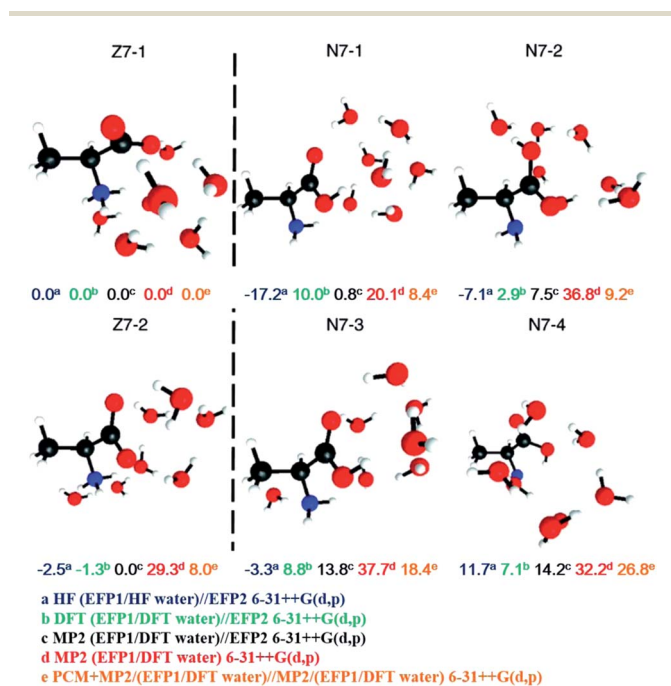 Z7-1 N7-1 N7-2
0.0ᵃ 0.0ᵇ 0.0ᶜ 0.0ᵈ 0.0ᵉ -17.2ᵃ 10.0ᵇ 0.8ᶜ 20.1ᵈ 8.4ᵉ -7.1ᵃ 2.9ᵇ 7.5ᶜ 36.8ᵈ 9.2ᵉ
Z7-2 N7-3 N7-4
-2.5ᵃ -1.3ᵇ 0.0ᶜ 29.3ᵈ 8.0ᵉ -3.3ᵃ 8.8ᵇ 13.8ᶜ 37.7ᵈ 18.4ᵉ 11.7ᵃ 7.1ᵇ 14.2ᶜ 32.2ᵈ 26.8ᵉ
a HF (EFP1/HF water)//EFP2 6-31++G(d,p)
b DFT (EFP1/DFT water)//EFP2 6-31++G(d,p)
c MP2 (EFP1/DFT water)//EFP2 6-31++G(d,p)
d MP2 (EFP1/DFT water) 6-31++G(d,p)
e PCM+MP2/(EFP1/DFT water)//MP2/(EFP1/DFT water) 6-31++G(d,p)